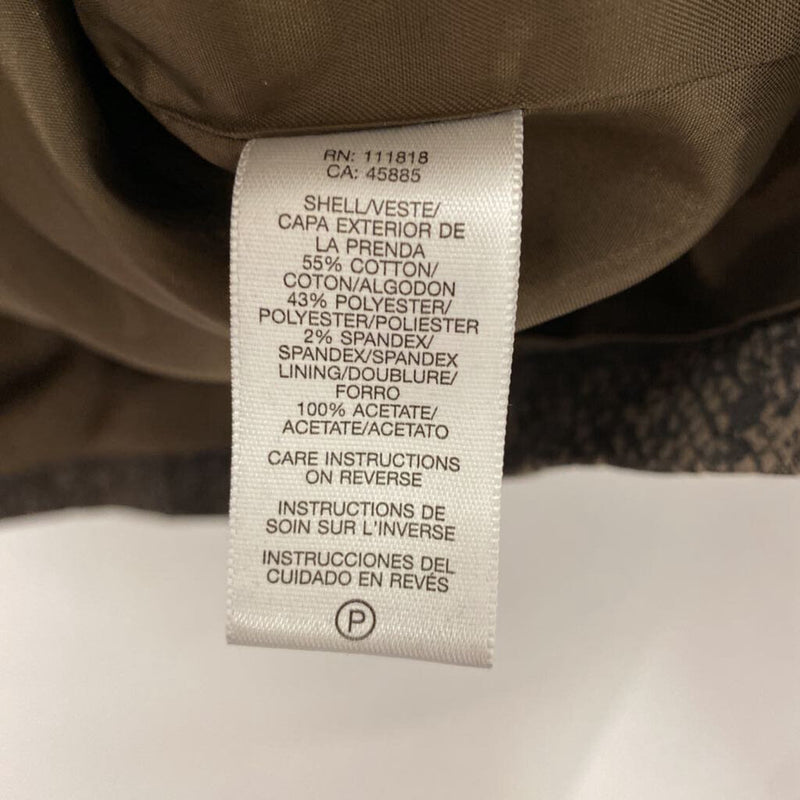 RN: 111818
CA: 45885
SHELL/VESTE/
CAPA EXTERIOR DE
LA PRENDA
55% COTTON/
COTON/ALGODON
43% POLYESTER/
POLYESTER/POLIESTER
2% SPANDEX/
SPANDEX/SPANDEX
LINING/DOUBLURE/
FORRO
100% ACETATE/
ACETATE/ACETATO
CARE INSTRUCTIONS
ON REVERSE
INSTRUCTIONS DE
SOIN SUR L'INVERSE
INSTRUCCIONES DEL
CUIDADO EN REVÉS
P